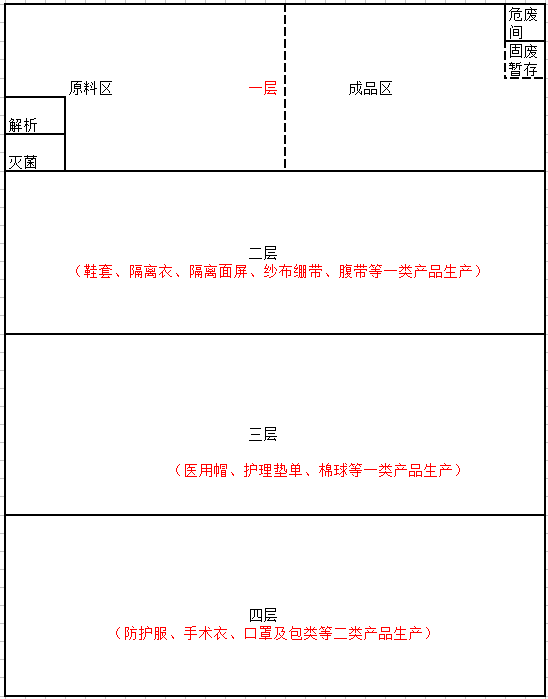 危废
间
固废
暂存
原料区
一层
成品区
解析
灭菌
二层
（鞋套、隔离衣、隔离面屏、纱布绷带、腹带等一类产品生产）
三层
（医用帽、护理垫单、棉球等一类产品生产）
四层
（防护服、手术衣、口罩及包类等二类产品生产）